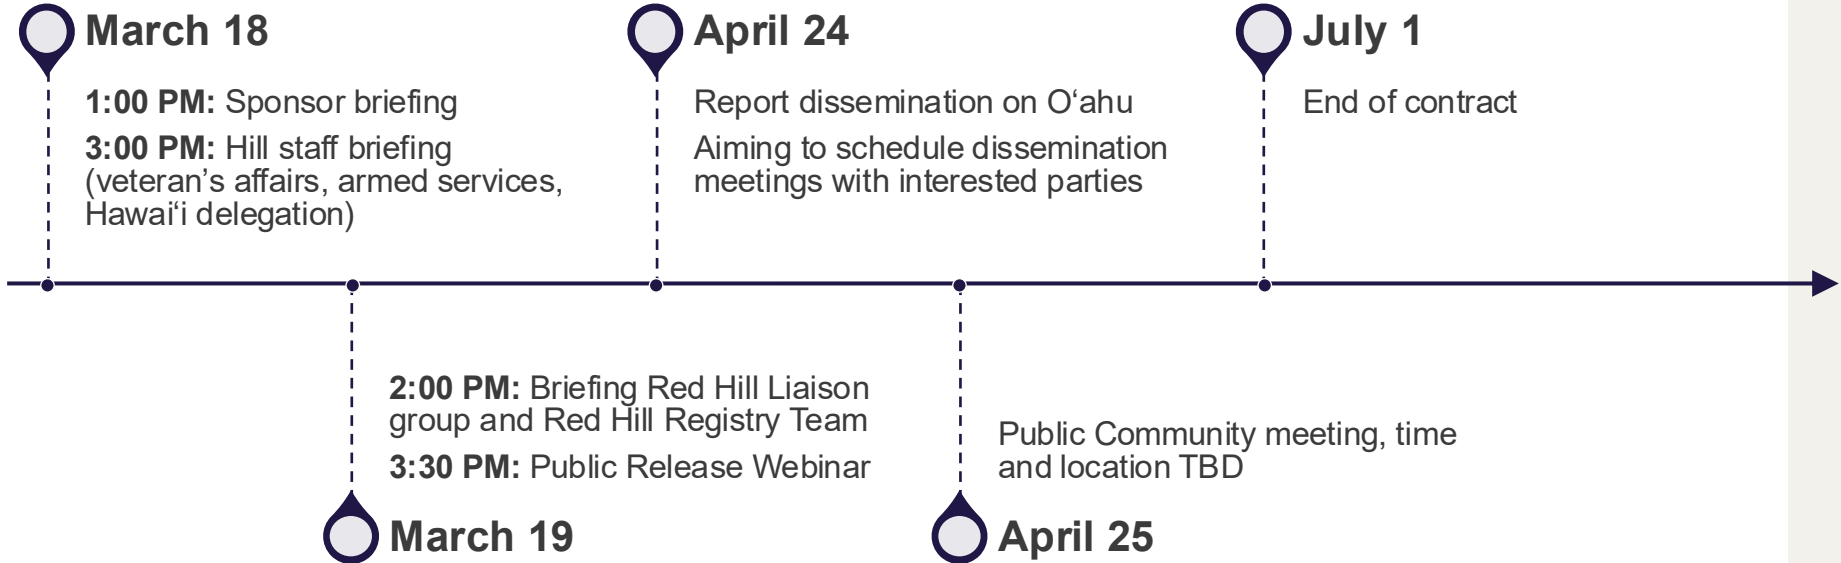 March 18
1:00 PM: Sponsor briefing
3:00 PM: Hill staff briefing
(veteran’s affairs, armed services,
Hawai‘i delegation)
April 24
Report dissemination on O‘ahu
Aiming to schedule dissemination
meetings with interested parties
July 1
End of contract
2:00 PM: Briefing Red Hill Liaison
group and Red Hill Registry Team
3:30 PM: Public Release Webinar
March 19
Public Community meeting, time
and location TBD
April 25